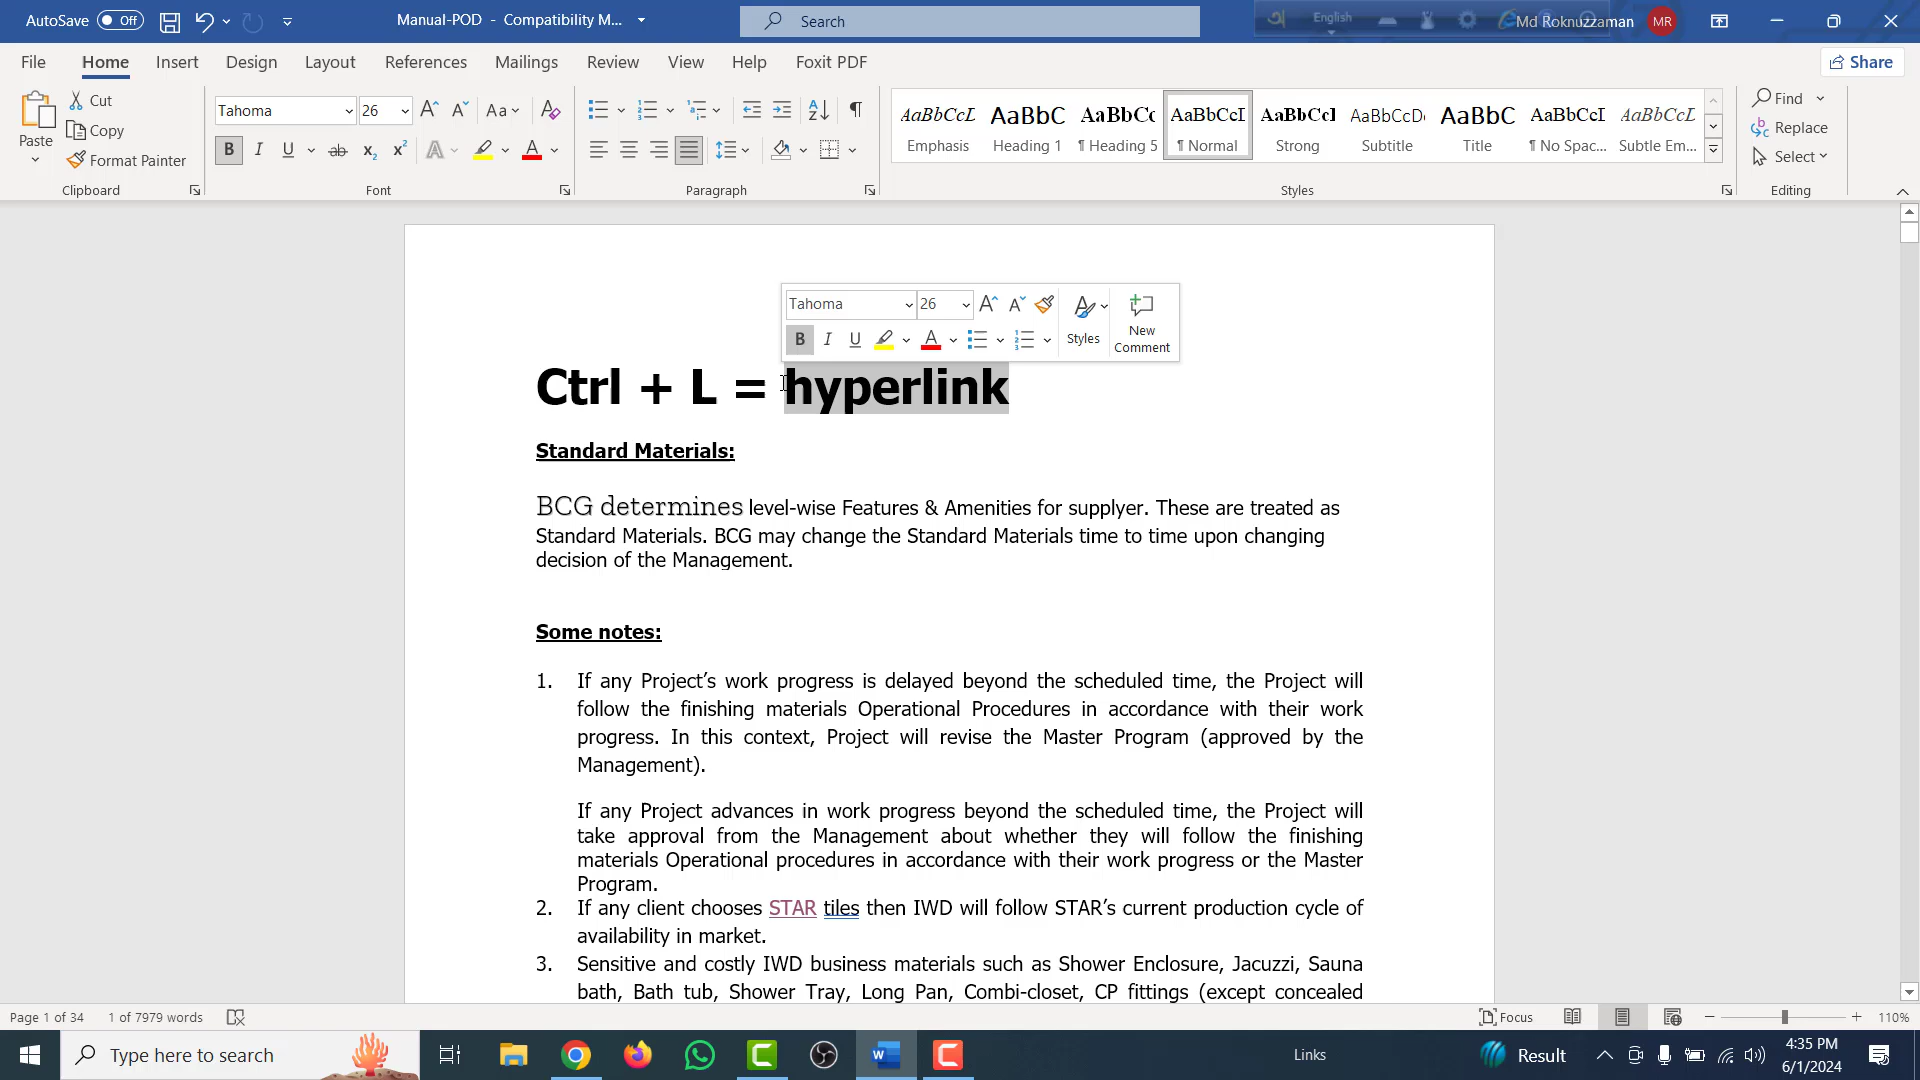 AutoSave Off Manual-POD - Compatibility M... Search English Md Roknuzzaman MR
File Home Insert Design Layout References Mailings Review View Help Foxit PDF Share
Paste Cut Copy Format Painter Clipboard
Tahoma 26 Aa
B I U ab x₂ x² A A Font
Paragraph
AaBbCcL AaBbC AaBbCc AaBbCcI AaBbCcI AaBbCcDı AaBbC AaBbCcI AaBbCcL
Emphasis Heading 1 ¶ Heading 5 ¶ Normal Strong Subtitle Title ¶ No Spac... Subtle Em...
Styles
Find
Replace
Select
Editing
Tahoma 26 Styles New Comment
B I U A
Ctrl + L = hyperlink
Standard Materials:
BCG determines level-wise Features & Amenities for supplyer. These are treated as
Standard Materials. BCG may change the Standard Materials time to time upon changing
decision of the Management.
Some notes:
1. If any Project’s work progress is delayed beyond the scheduled time, the Project will
follow the finishing materials Operational Procedures in accordance with their work
progress. In this context, Project will revise the Master Program (approved by the
Management).
If any Project advances in work progress beyond the scheduled time, the Project will
take approval from the Management about whether they will follow the finishing
materials Operational procedures in accordance with their work progress or the Master
Program.
2. If any client chooses STAR tiles then IWD will follow STAR’s current production cycle of
availability in market.
3. Sensitive and costly IWD business materials such as Shower Enclosure, Jacuzzi, Sauna
bath, Bath tub, Shower Tray, Long Pan, Combi-closet, CP fittings (except concealed
Page 1 of 34 1 of 7979 words Focus 110%
Type here to search Links Result 4:35 PM
6/1/2024